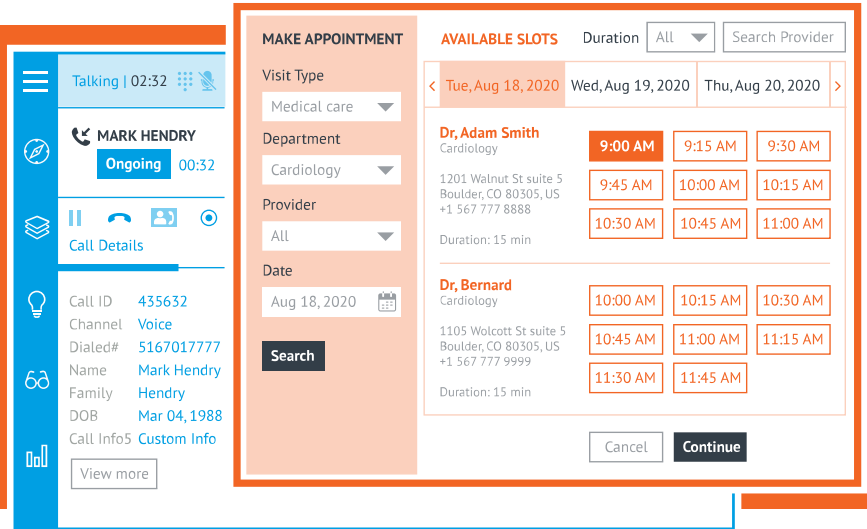 Talking | 02:32
MARK HENDRY
Ongoing 00:32
Call Details
Call ID 435632
Channel Voice
Dialed# 5167017777
Name Mark Hendry
Family Hendry
DOB Mar 04, 1988
Call Info5 Custom Info
View more
MAKE APPOINTMENT
Visit Type
Medical care
Department
Cardiology
Provider
All
Date
Aug 18, 2020
Search
AVAILABLE SLOTS Duration All Search Provider
Tue, Aug 18, 2020 Wed, Aug 19, 2020 Thu, Aug 20, 2020
Dr, Adam Smith
Cardiology
1201 Walnut St suite 5
Boulder, CO 80305, US
+1 567 777 8888
Duration: 15 min
9:00 AM 9:15 AM 9:30 AM
9:45 AM 10:00 AM 10:15 AM
10:30 AM 10:45 AM 11:00 AM
Dr, Bernard
Cardiology
1105 Wolcott St suite 5
Boulder, CO 80305, US
+1 567 777 9999
Duration: 15 min
10:00 AM 10:15 AM 10:30 AM
10:45 AM 11:00 AM 11:15 AM
11:30 AM 11:45 AM
Cancel Continue